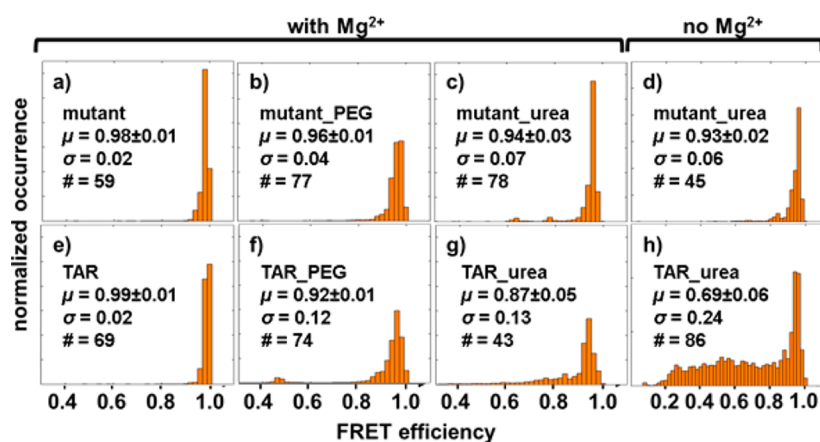 with Mg²⁺
no Mg²⁺
normalized occurrence
a)
mutant
μ = 0.98±0.01
σ = 0.02
# = 59
b)
mutant_PEG
μ = 0.96±0.01
σ = 0.04
# = 77
c)
mutant_urea
μ = 0.94±0.03
σ = 0.07
# = 78
d)
mutant_urea
μ = 0.93±0.02
σ = 0.06
# = 45
e)
TAR
μ = 0.99±0.01
σ = 0.02
# = 69
f)
TAR_PEG
μ = 0.92±0.01
σ = 0.12
# = 74
g)
TAR_urea
μ = 0.87±0.05
σ = 0.13
# = 43
h)
TAR_urea
μ = 0.69±0.06
σ = 0.24
# = 86
0.4 0.6 0.8 1.0 0.4 0.6 0.8 1.0 0.4 0.6 0.8 1.0 0.2 0.4 0.6 0.8 1.0
FRET efficiency